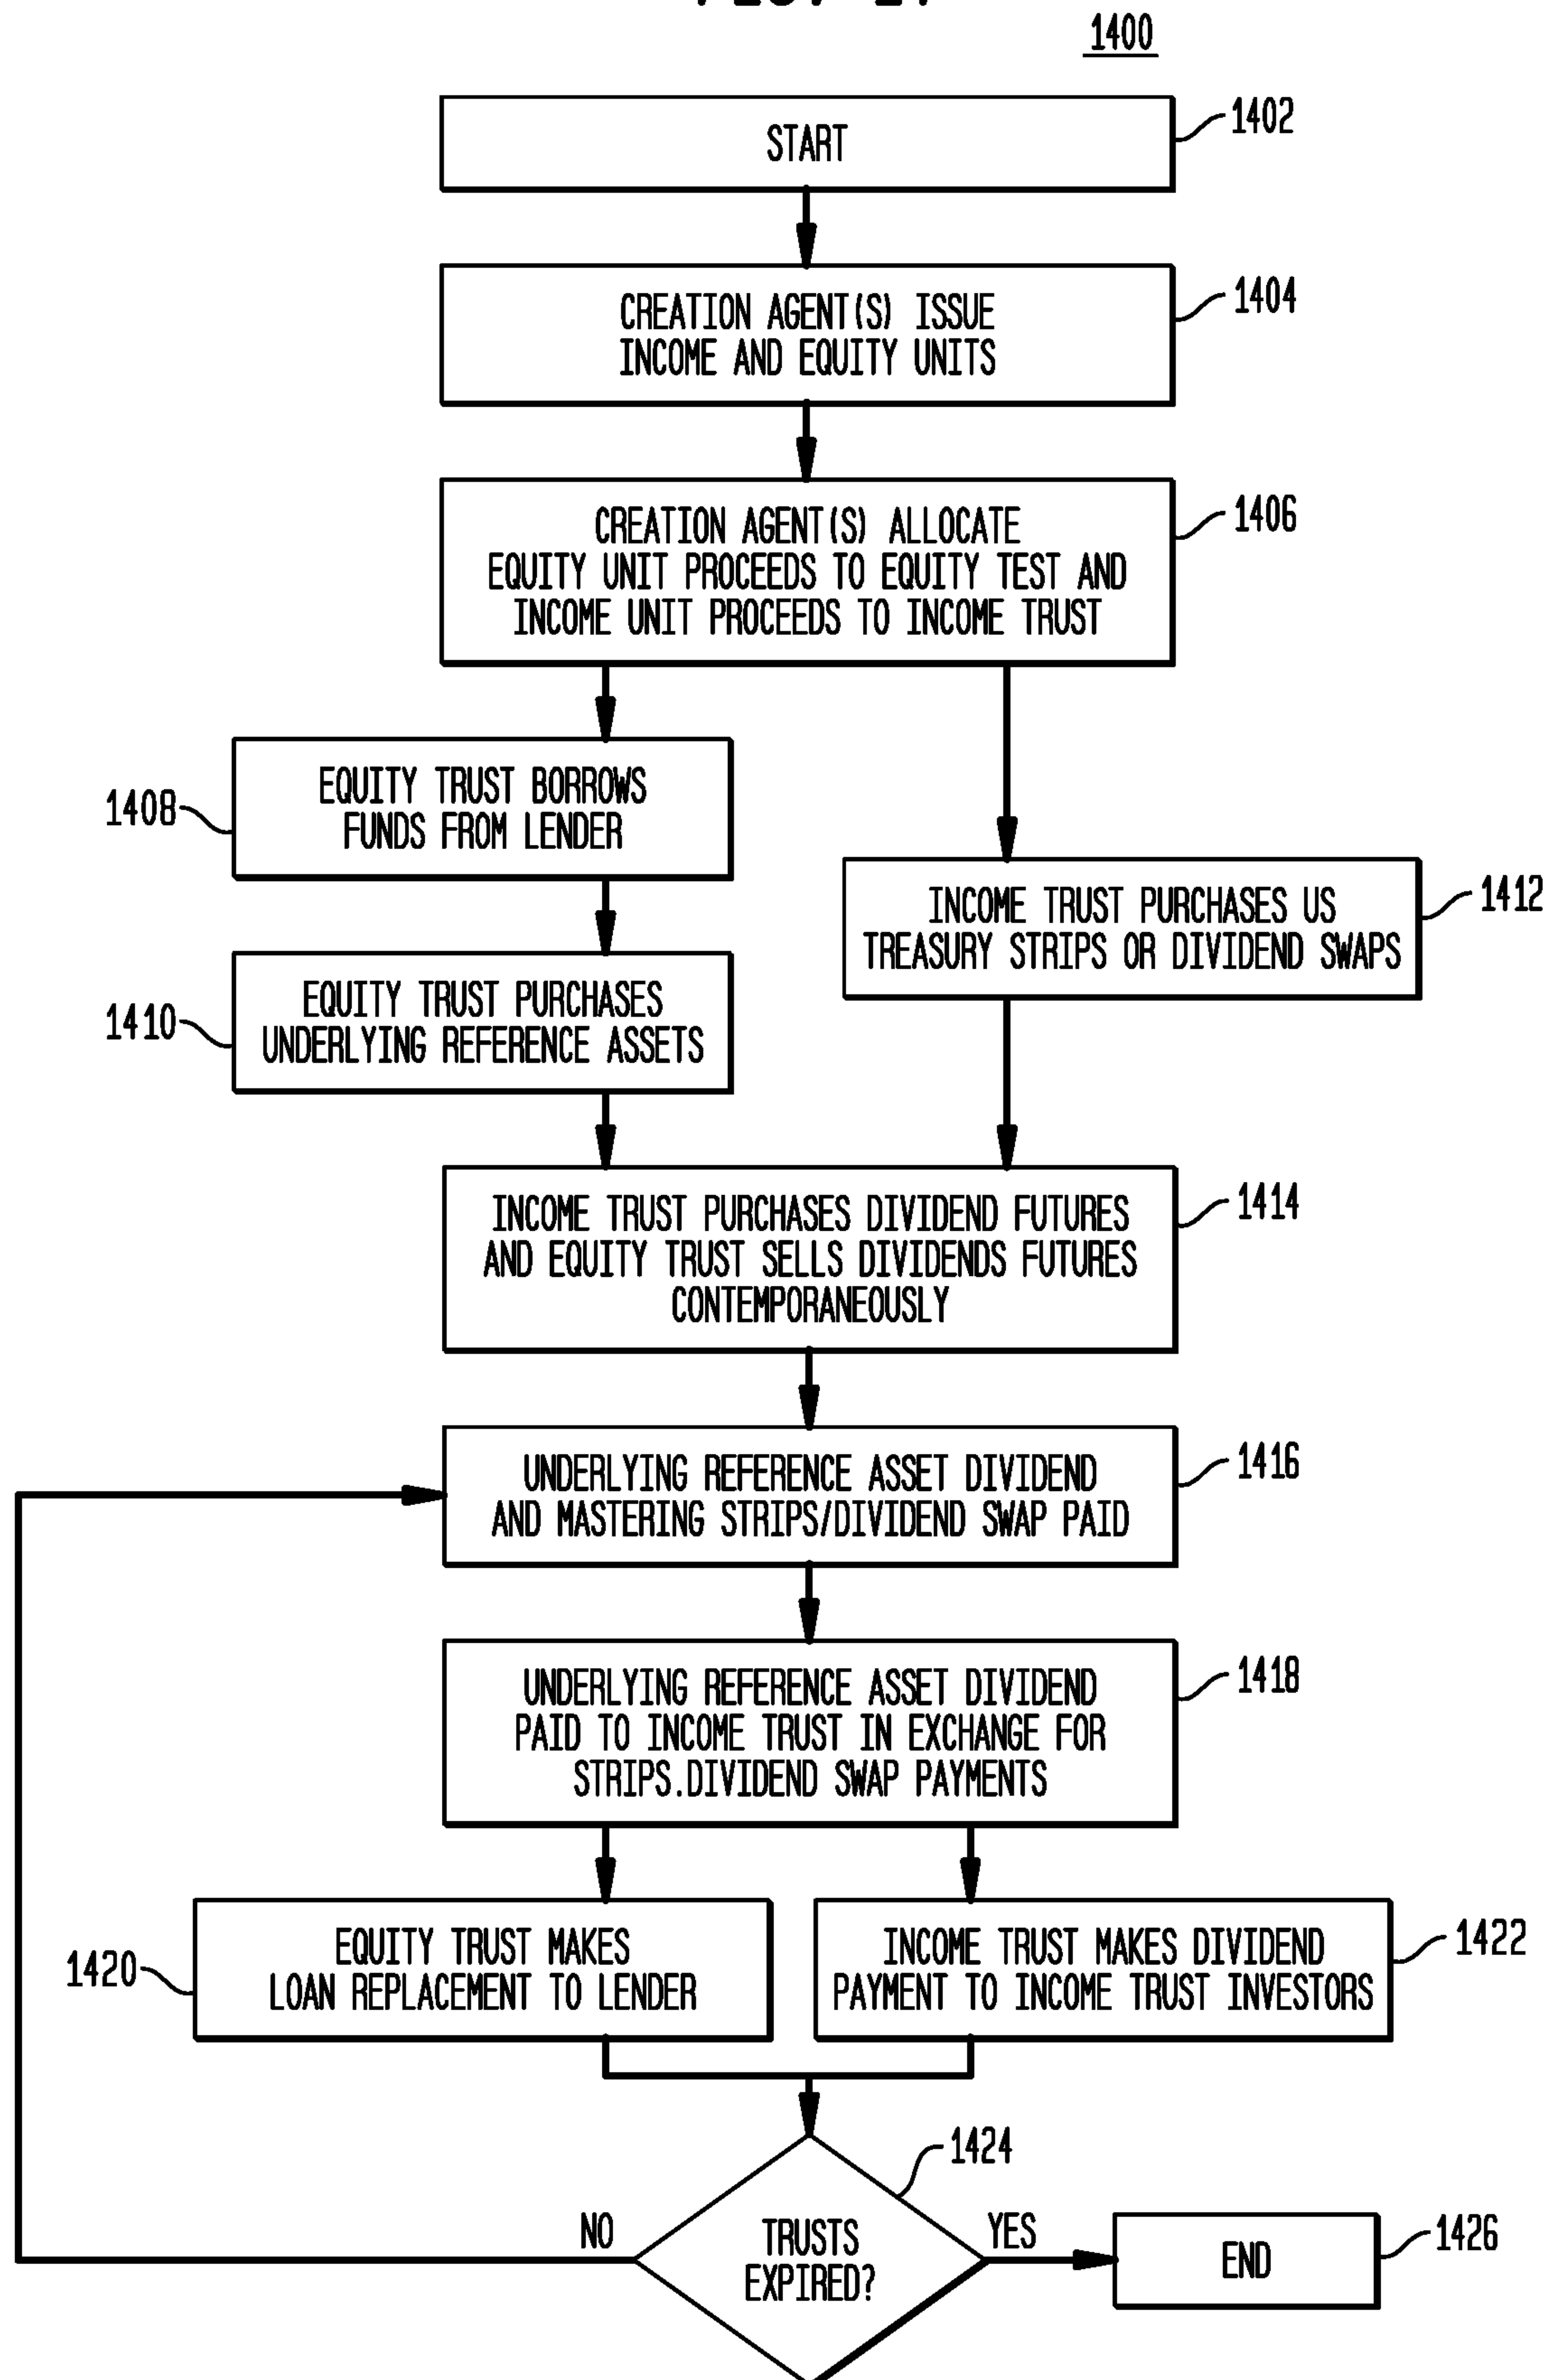 1400
START
1402
CREATION AGENT(S) ISSUE
INCOME AND EQUITY UNITS
1404
CREATION AGENT(S) ALLOCATE
EQUITY UNIT PROCEEDS TO EQUITY TEST AND
INCOME UNIT PROCEEDS TO INCOME TRUST
1406
1408
EQUITY TRUST BORROWS
FUNDS FROM LENDER
1410
EQUITY TRUST PURCHASES
UNDERLYING REFERENCE ASSETS
INCOME TRUST PURCHASES US
TREASURY STRIPS OR DIVIDEND SWAPS
1412
INCOME TRUST PURCHASES DIVIDEND FUTURES
AND EQUITY TRUST SELLS DIVIDENDS FUTURES
CONTEMPORANEOUSLY
1414
UNDERLYING REFERENCE ASSET DIVIDEND
AND MASTERING STRIPS/DIVIDEND SWAP PAID
1416
UNDERLYING REFERENCE ASSET DIVIDEND
PAID TO INCOME TRUST IN EXCHANGE FOR
STRIPS.DIVIDEND SWAP PAYMENTS
1418
1420
EQUITY TRUST MAKES
LOAN REPLACEMENT TO LENDER
INCOME TRUST MAKES DIVIDEND
PAYMENT TO INCOME TRUST INVESTORS
1422
1424
NO
TRUSTS
EXPIRED?
YES
END
1426